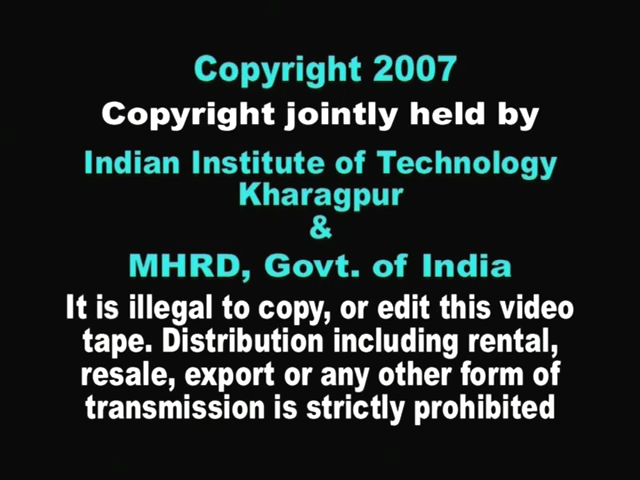 Copyright 2007
Copyright jointly held by
Indian Institute of Technology
Kharagpur
&
MHRD, Govt. of India
It is illegal to copy, or edit this video
tape. Distribution including rental,
resale, export or any other form of
transmission is strictly prohibited